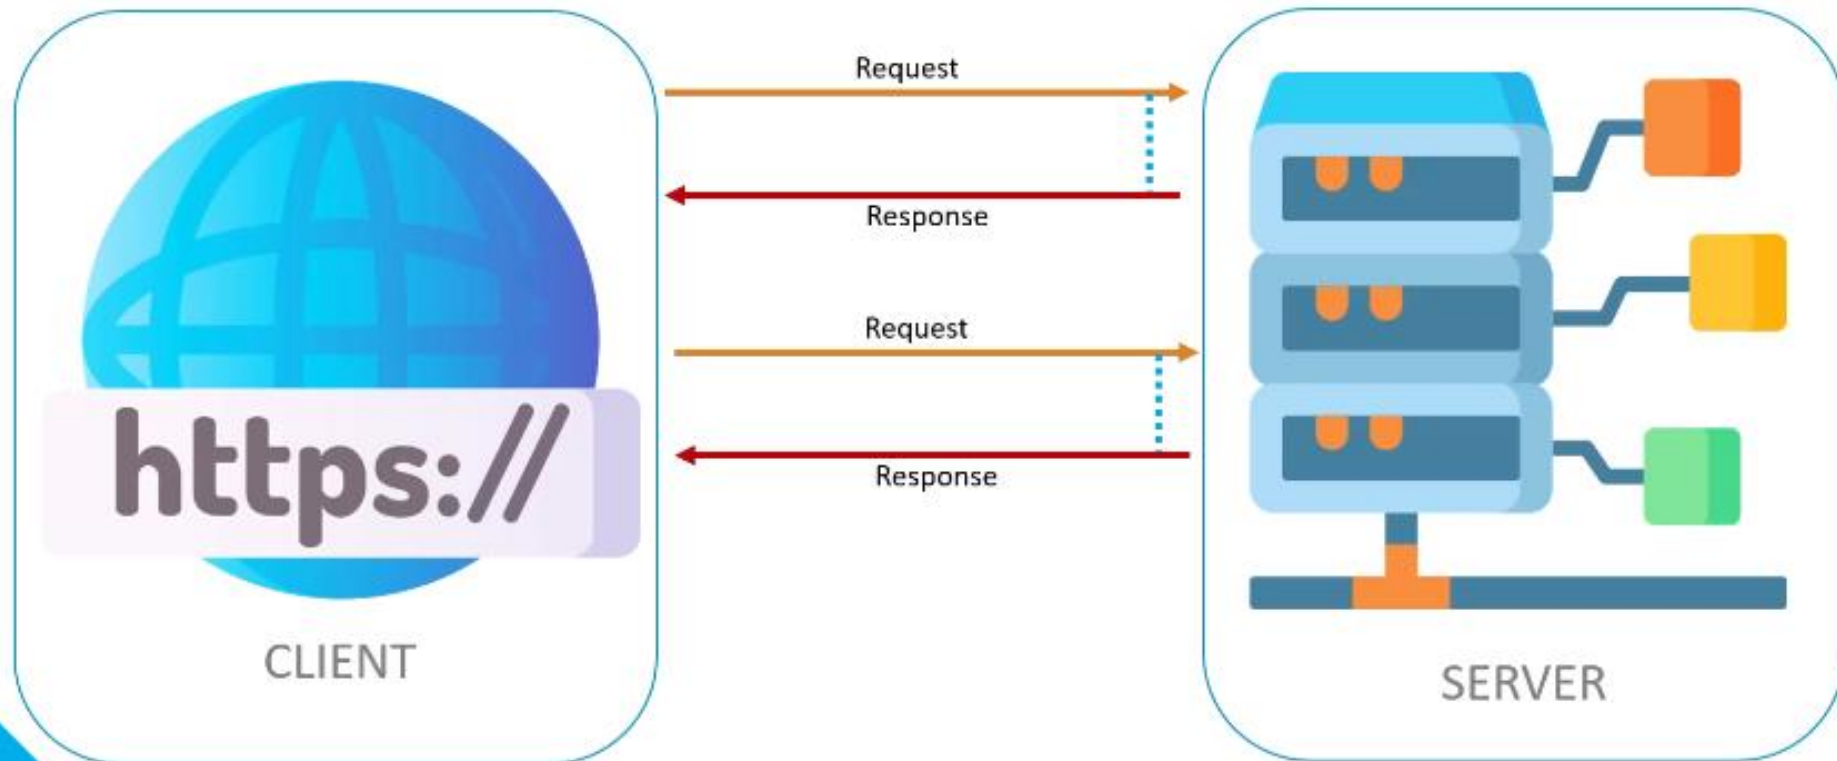 Request
Response
Request
Response
https://
CLIENT
SERVER